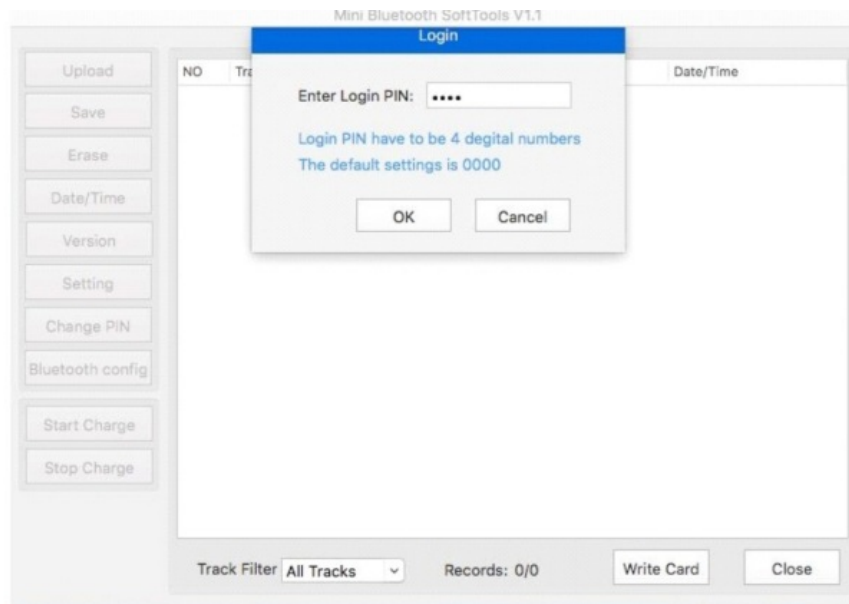 Mini Bluetooth SoftTools V1.1
Login
Upload
Save
Erase
Date/Time
Version
Setting
Change PIN
Bluetooth config
Start Charge
Stop Charge
NO Date/Time
Enter Login PIN: ••••
Login PIN have to be 4 degital numbers
The default settings is 0000
OK Cancel
Track Filter All Tracks Records: 0/0 Write Card Close